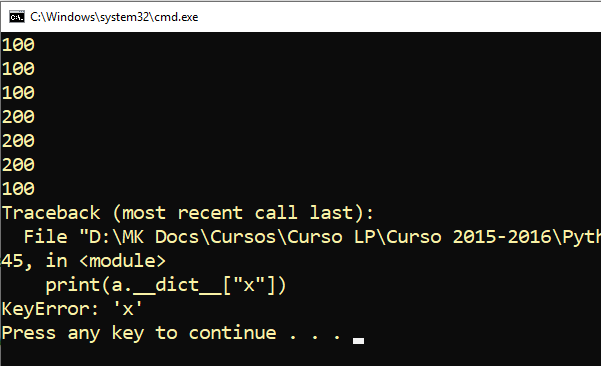 C:\Windows\system32\cmd.exe
100
100
100
200
200
200
100
Traceback (most recent call last):
  File "D:\MK Docs\Cursos\Curso LP\Curso 2015-2016\Pyth
45, in <module>
    print(a.__dict__["x"])
KeyError: 'x'
Press any key to continue . . .